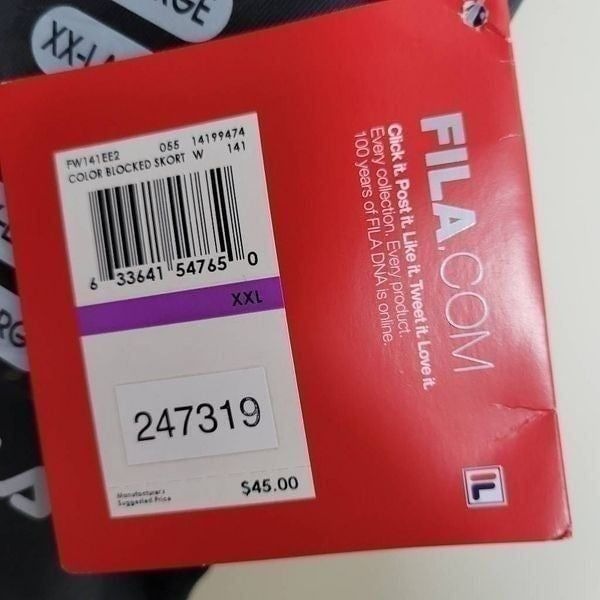 XX-L
RGE
FW141EE2 055 14199474
COLOR BLOCKED SKORT W 141
6 33641 54765 0
XXL
247319
Manufacturers
Suggested Price
$45.00
FILA.COM
Click it. Post it. Like it. Tweet it. Love it.
Every collection. Every product.
100 years of FILA DNA is online.